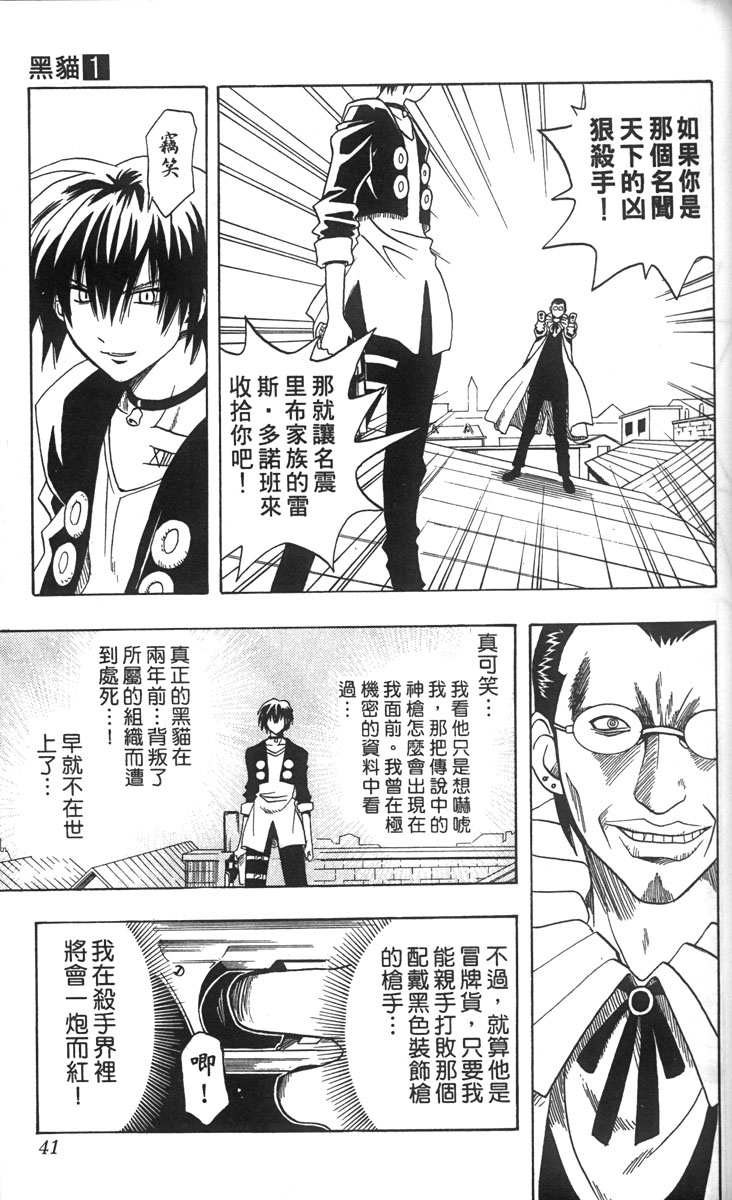 黑貓1
如果你是
那個名聞
天下的凶
狠殺手！
那就讓名震
里布家族的雷
斯・多諾班來
收拾你吧！
竊笑
XIII
真可笑…
我看他只是想嚇唬
我，那把傳說中的
神槍怎麼會出現在
我面前。我曾在極
機密的資料中看
過…
真正的黑貓在
兩年前…背叛了
所屬的組織而遭
到處死…！
早就不在世
上了…
不過，就算他是
冒牌貨，只要我
能親手打敗那個
配戴黑色裝飾槍
的槍手…
唧！
我在殺手界裡
將會一炮而紅！
41